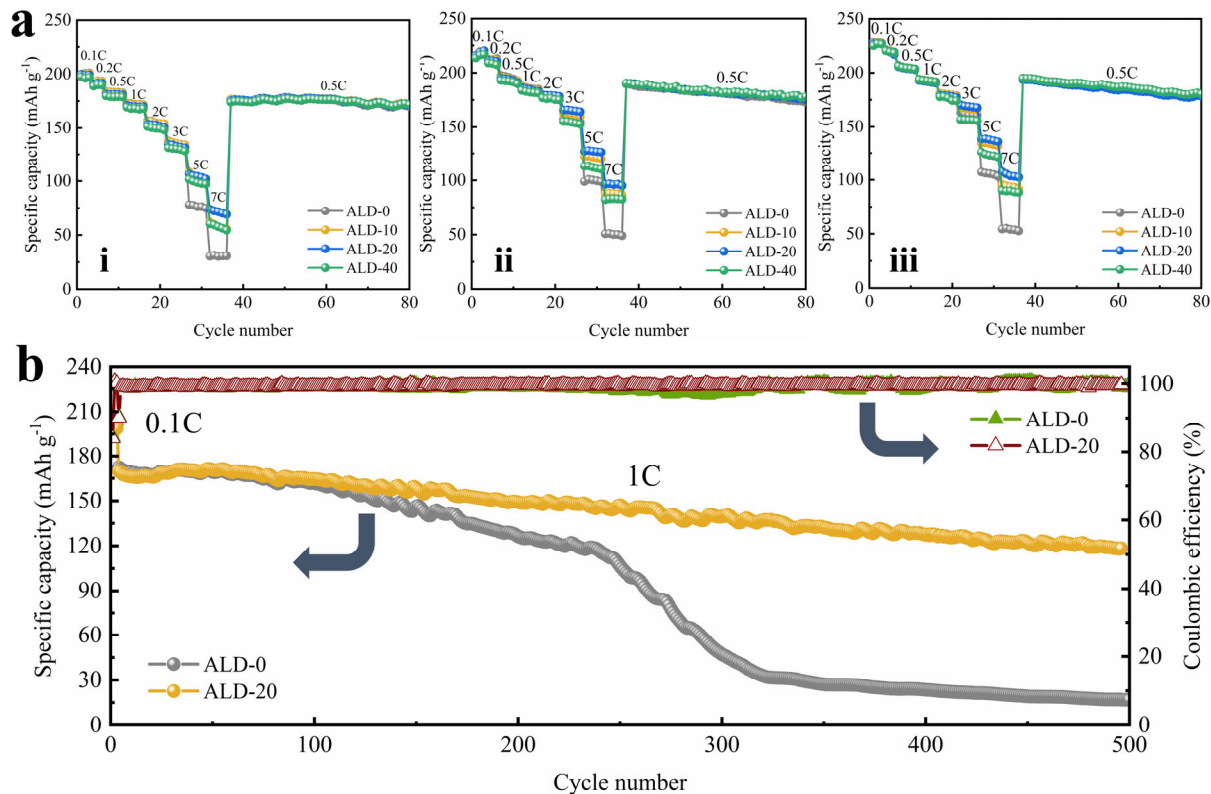 a
250
200
150
100
50
0
Specific capacity (mAh g⁻¹)
0.1C
0.2C
0.5C
1C
2C
3C
5C
7C
0.5C
ALD-0
ALD-10
ALD-20
ALD-40
i
0 20 40 60 80
Cycle number
250
200
150
100
50
0
Specific capacity (mAh g⁻¹)
0.1C
0.2C
0.5C
1C
2C
3C
5C
7C
0.5C
ALD-0
ALD-10
ALD-20
ALD-40
ii
0 20 40 60 80
Cycle number
250
200
150
100
50
0
Specific capacity (mAh g⁻¹)
0.1C
0.2C
0.5C
1C
2C
3C
5C
7C
0.5C
ALD-0
ALD-10
ALD-20
ALD-40
iii
0 20 40 60 80
Cycle number
b
240
210
180
150
120
90
60
30
0
Specific capacity (mAh g⁻¹)
0.1C
1C
ALD-0
ALD-20
ALD-0
ALD-20
100
80
60
40
20
0
Coulombic efficiency (%)
0 100 200 300 400 500
Cycle number